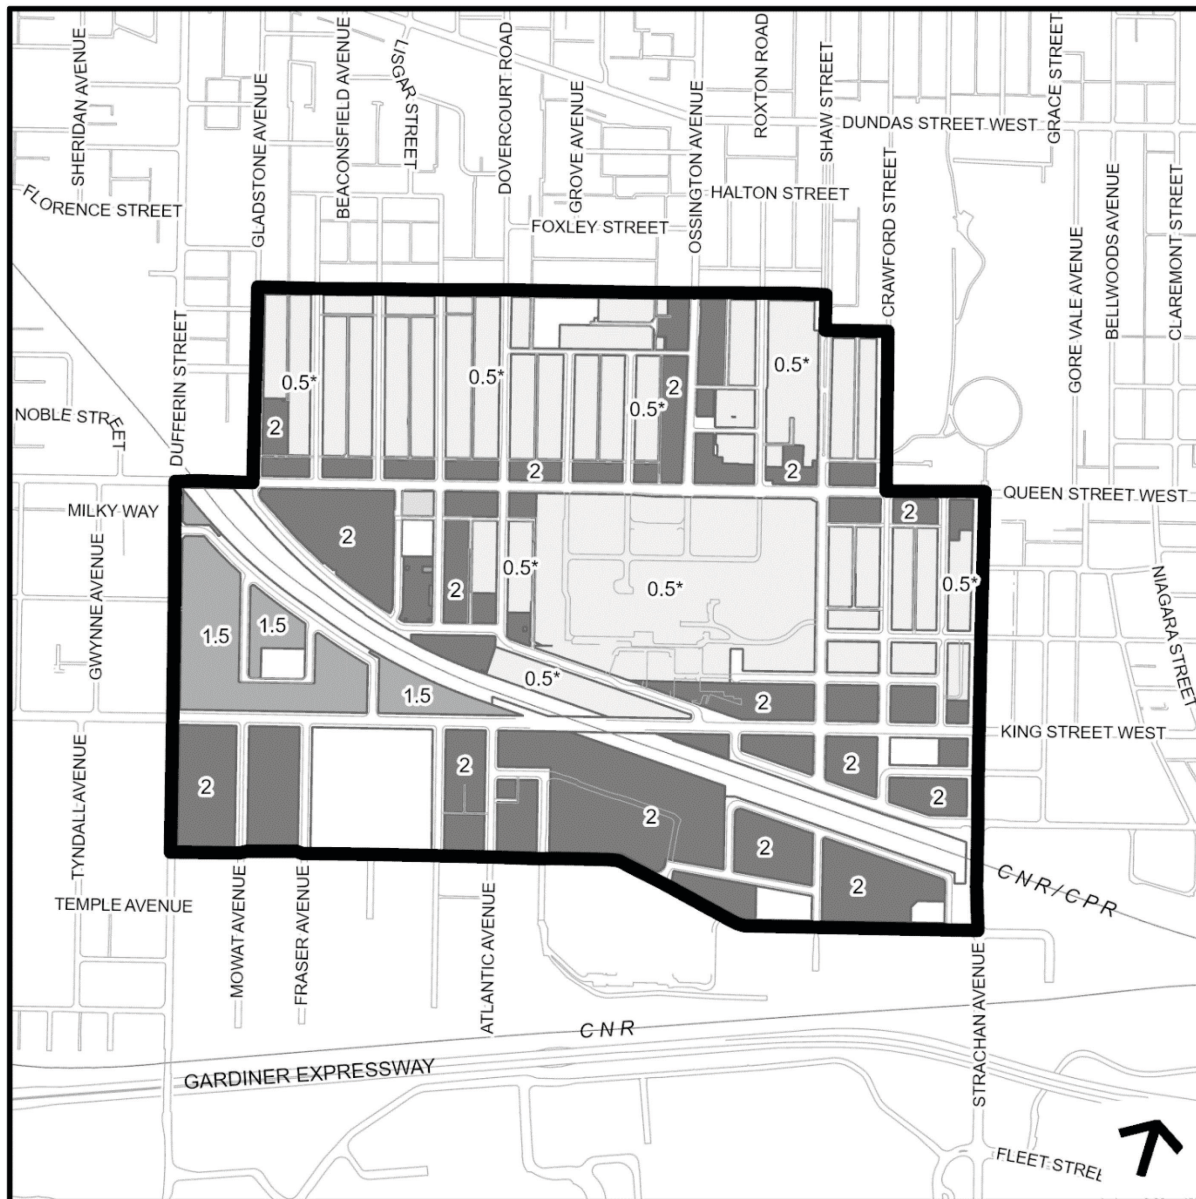 SHERIDAN AVENUE
GLADSTONE AVENUE
BEACONSFIELD AVENUE
LISGAR STREET
DOVERCOURT ROAD
GROVE AVENUE
OSSINGTON AVENUE
ROXTON ROAD
SHAW STREET
CRAWFORD STREET
GRACE STREET
DUNDAS STREET WEST
HALTON STREET
FOXLEY STREET
FLORENCE STREET
GORE VALE AVENUE
BELLWOODS AVENUE
CLAREMONT STREET
DUFFERIN STREET
NOBLE STREET
0.5*
0.5*
0.5*
0.5*
2
2
2
2
QUEEN STREET WEST
MILKY WAY
2
2
0.5*
2
0.5*
0.5*
GWYNNE AVENUE
NIAGARA STREET
1.5
1.5
0.5*
1.5
2
KING STREET WEST
TYNDALL AVENUE
2
2
2
2
2
2
2
CNR/CPR
TEMPLE AVENUE
MOWAT AVENUE
FRASER AVENUE
ATLANTIC AVENUE
STRACHAN AVENUE
CNR
GARDINER EXPRESSWAY
FLEET STREE